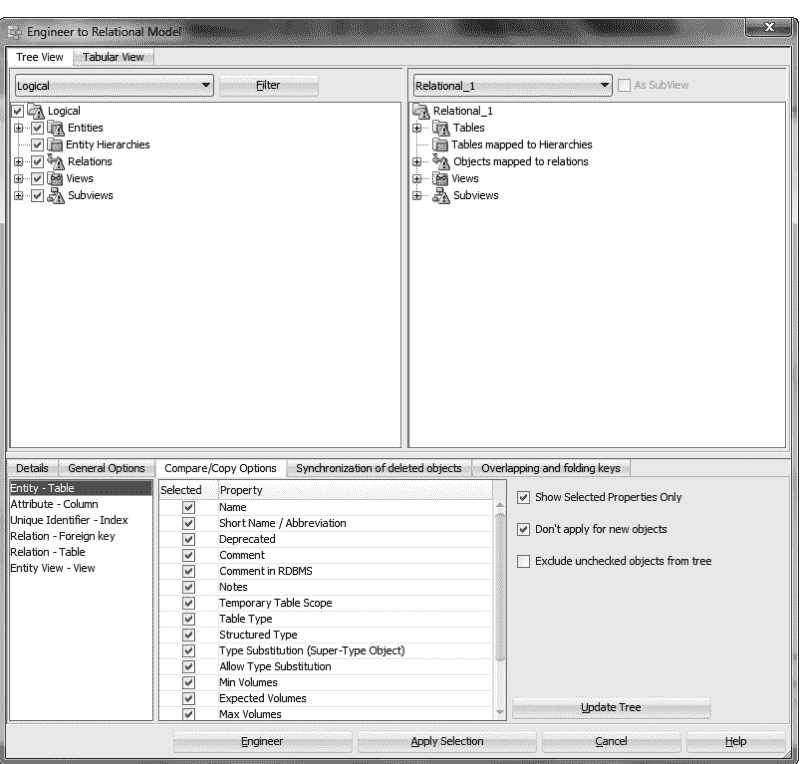 Engineer to Relational Model
Tree View Tabular View
Logical Filter
Relational_1 As SubView
Logical
Entities
Entity Hierarchies
Relations
Views
Subviews
Relational_1
Tables
Tables mapped to Hierarchies
Objects mapped to relations
Views
Subviews
Details General Options Compare/Copy Options Synchronization of deleted objects Overlapping and folding keys
Entity - Table
Attribute - Column
Unique Identifier - Index
Relation - Foreign key
Relation - Table
Entity View - View
Selected Property
Name
Short Name / Abbreviation
Deprecated
Comment
Comment in RDBMS
Notes
Temporary Table Scope
Table Type
Structured Type
Type Substitution (Super-Type Object)
Allow Type Substitution
Min Volumes
Expected Volumes
Max Volumes
Show Selected Properties Only
Don't apply for new objects
Exclude unchecked objects from tree
Update Tree
Engineer Apply Selection Cancel Help